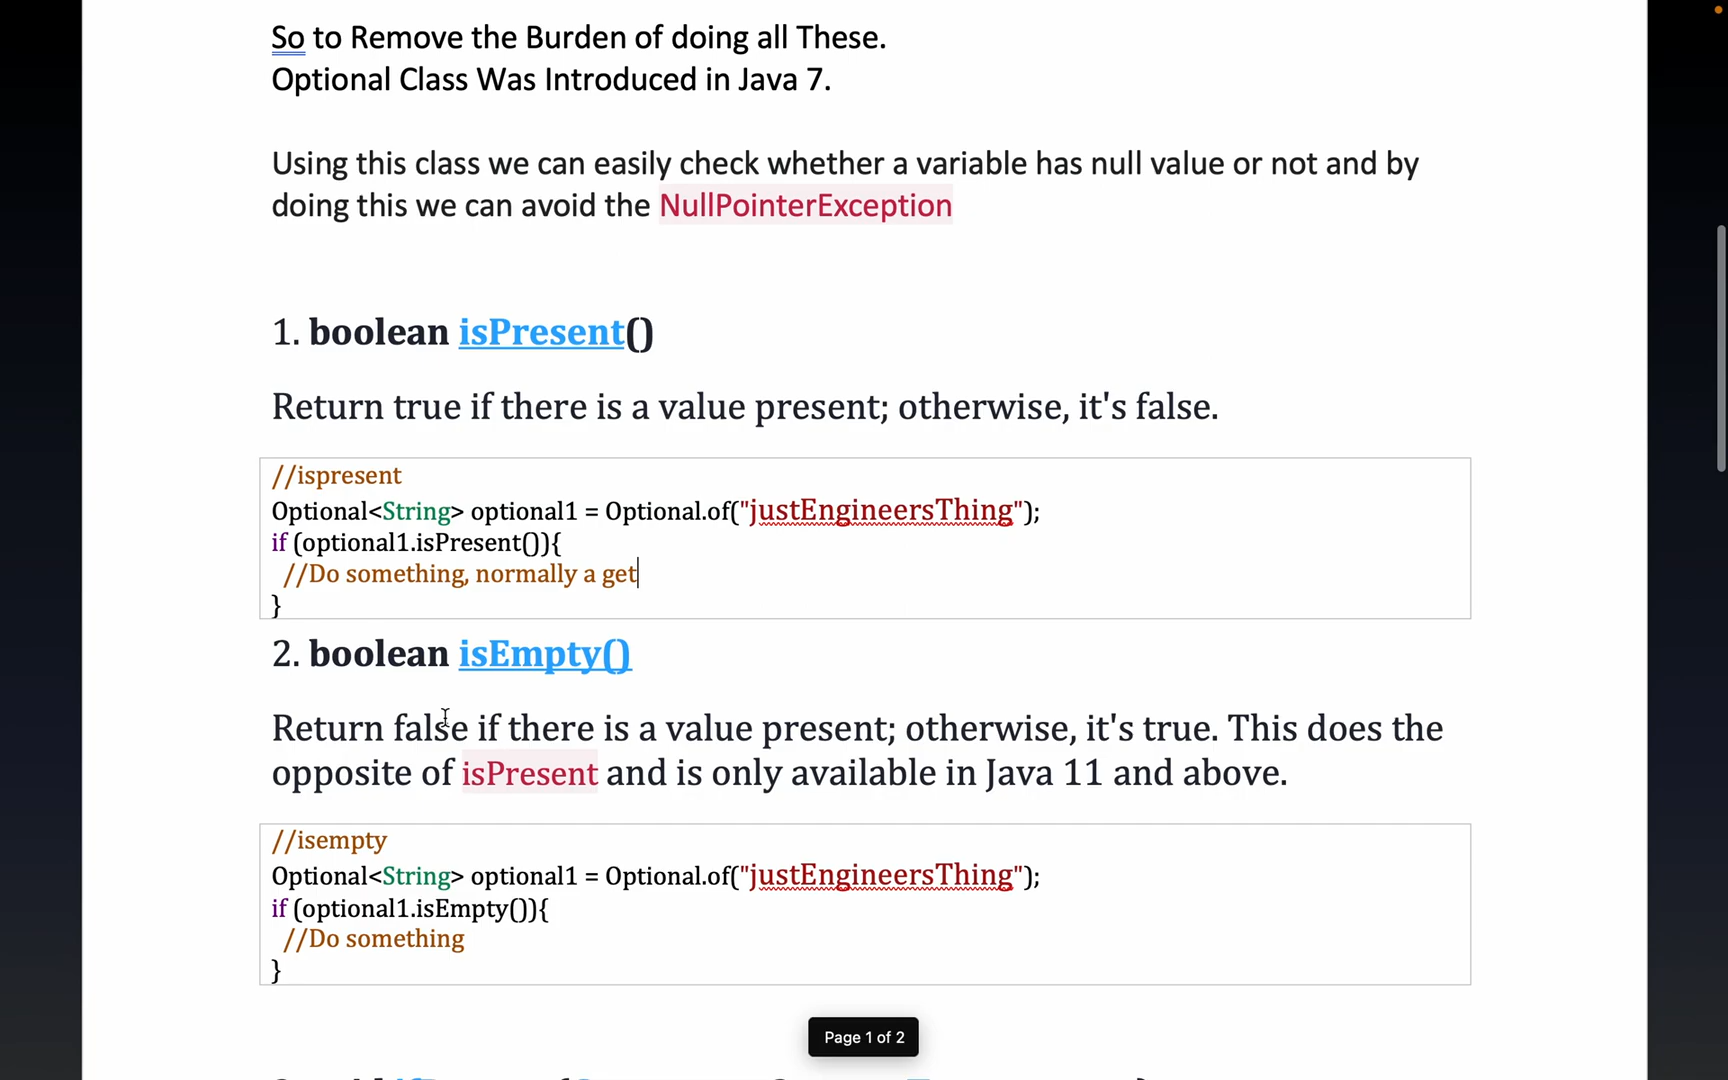 So to Remove the Burden of doing all These.
Optional Class Was Introduced in Java 7.
Using this class we can easily check whether a variable has null value or not and by
doing this we can avoid the NullPointerException
1. boolean isPresent()
Return true if there is a value present; otherwise, it's false.
//ispresent
Optional<String> optional1 = Optional.of("justEngineersThing");
if (optional1.isPresent()){
//Do something, normally a get
}
2. boolean isEmpty()
Return false if there is a value present; otherwise, it's true. This does the
opposite of isPresent and is only available in Java 11 and above.
//isempty
Optional<String> optional1 = Optional.of("justEngineersThing");
if (optional1.isEmpty()){
//Do something
}
Page 1 of 2